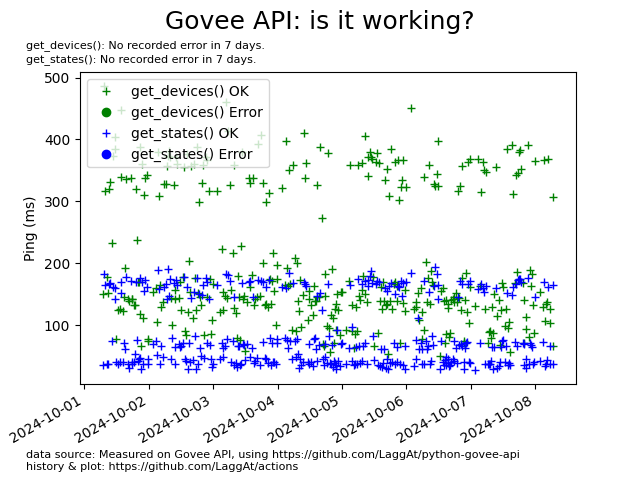 Govee API: is it working?
get_devices(): No recorded error in 7 days.
get_states(): No recorded error in 7 days.
500
400
300
200
100
Ping (ms)
get_devices() OK
get_devices() Error
get_states() OK
get_states() Error
2024-10-01
2024-10-02
2024-10-03
2024-10-04
2024-10-05
2024-10-06
2024-10-07
2024-10-08
data source: Measured on Govee API, using https://github.com/LaggAt/python-govee-api
history & plot: https://github.com/LaggAt/actions